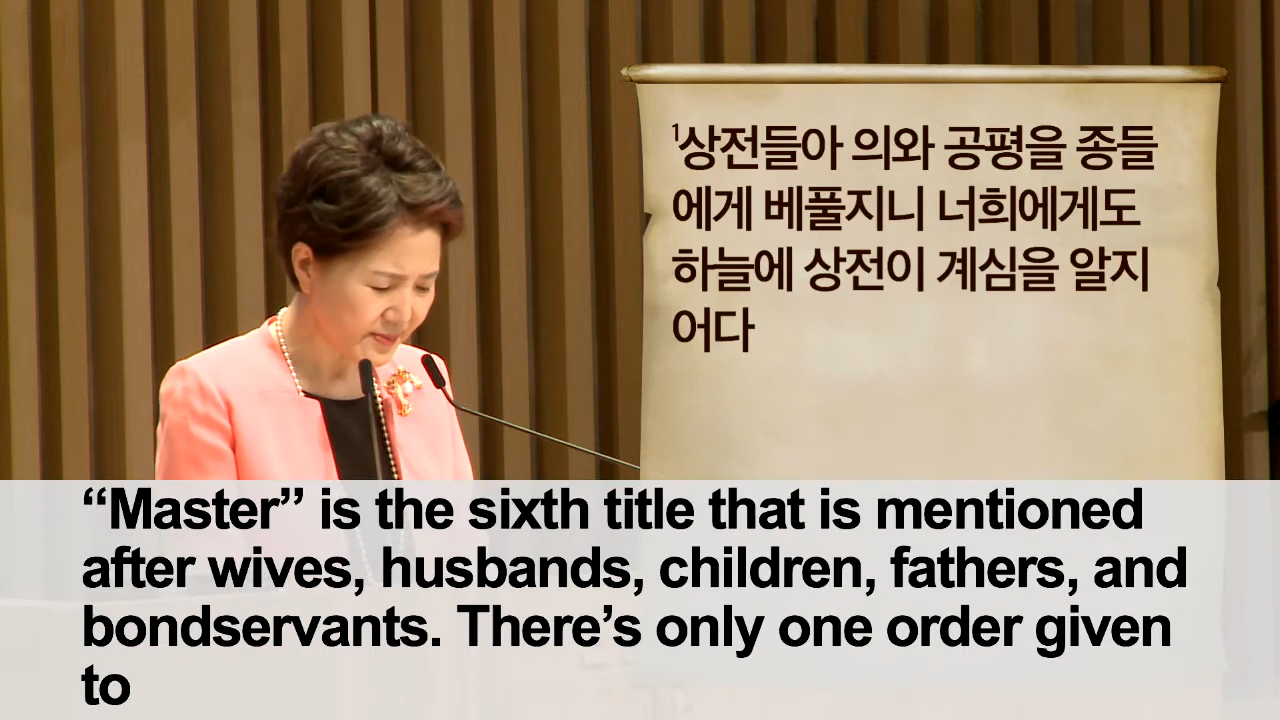 ¹상전들아 의와 공평을 종들
에게 베풀지니 너희에게도
하늘에 상전이 계심을 알지
어다
“Master” is the sixth title that is mentioned
after wives, husbands, children, fathers, and
bondservants. There’s only one order given
to